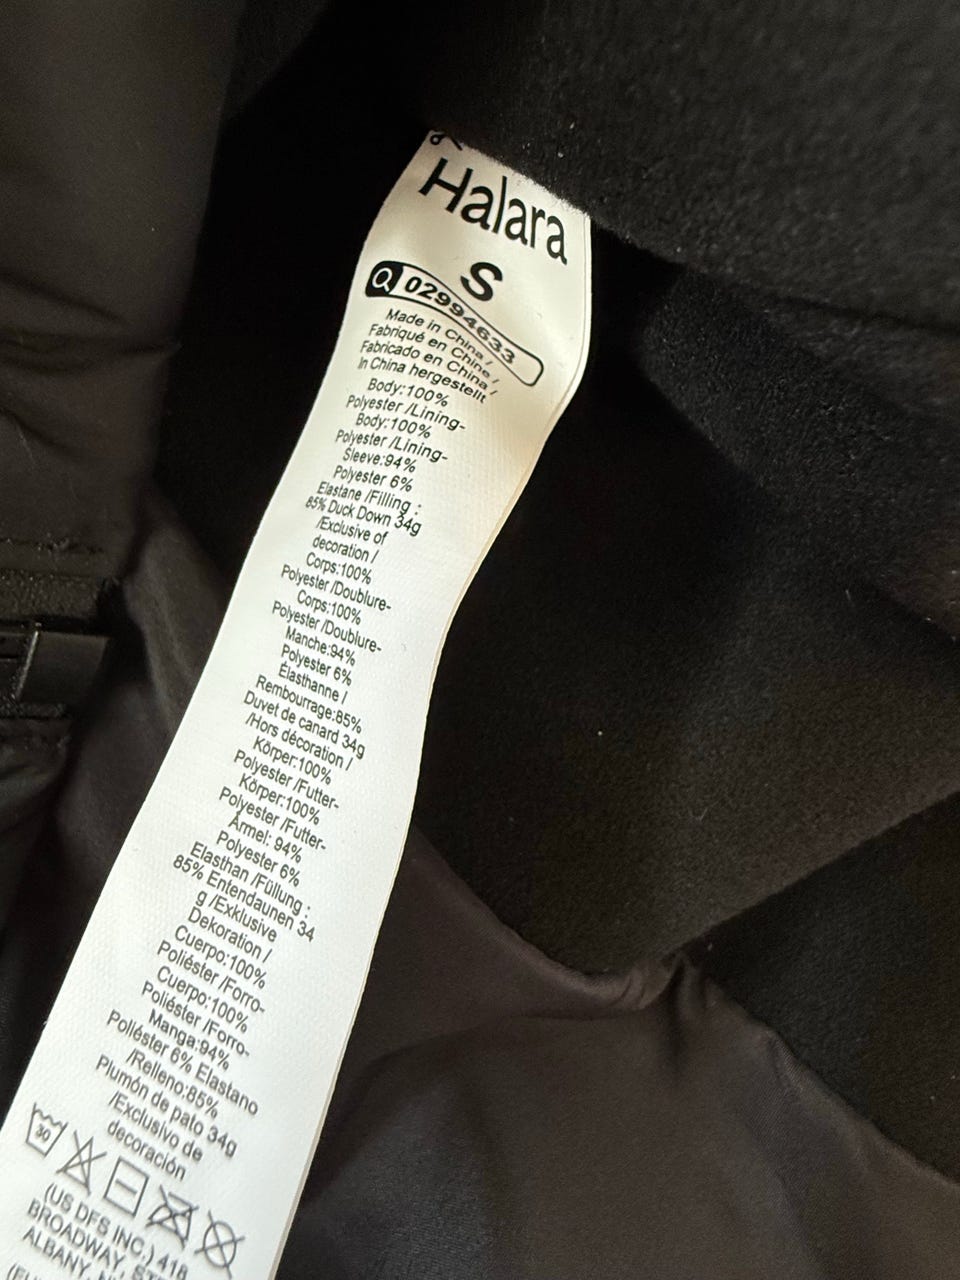 Halara
S
02994633
Made in China /
Fabriqué en Chine /
Fabricado en China /
In China hergestellt
Body:100%
Polyester /Lining-
Body:100%
Polyester /Lining-
Sleeve:94%
Polyester 6%
Elastane /Filling :
85% Duck Down 34g
/Exclusive of
decoration /
Corps:100%
Polyester /Doublure-
Corps:100%
Polyester /Doublure-
Manche:94%
Polyester 6%
Élasthanne /
Rembourrage:85%
Duvet de canard 34g
/Hors décoration /
Körper:100%
Polyester /Futter-
Körper:100%
Polyester /Futter-
Ärmel: 94%
Polyester 6%
Elasthan /Füllung :
85% Entendaunen 34
g /Exklusive
Dekoration /
Cuerpo:100%
Poliéster /Forro-
Cuerpo:100%
Poliéster /Forro-
Manga:94%
Poliéster 6% Elastano
/Relleno:85%
Plumón de pato 34g
/Exclusivo de
decoración
30
(US DFS INC.) 418
BROADWAY,
ALBANY,